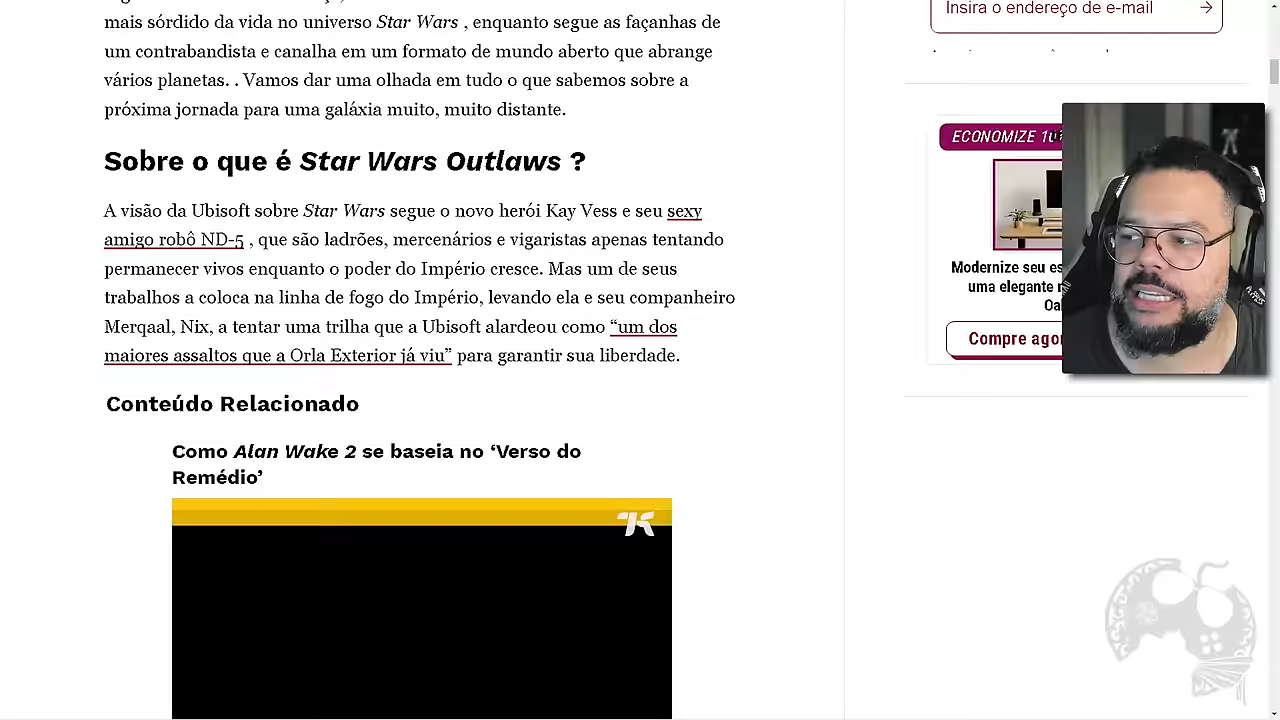 mais sórdido da vida no universo Star Wars , enquanto segue as façanhas de
um contrabandista e canalha em um formato de mundo aberto que abrange
vários planetas. . Vamos dar uma olhada em tudo o que sabemos sobre a
próxima jornada para uma galáxia muito, muito distante.
Sobre o que é Star Wars Outlaws ?
A visão da Ubisoft sobre Star Wars segue o novo herói Kay Vess e seu sexy
amigo robô ND-5 , que são ladrões, mercenários e vigaristas apenas tentando
permanecer vivos enquanto o poder do Império cresce. Mas um de seus
trabalhos a coloca na linha de fogo do Império, levando ela e seu companheiro
Merqaal, Nix, a tentar uma trilha que a Ubisoft alardeou como “um dos
maiores assaltos que a Orla Exterior já viu” para garantir sua liberdade.
Conteúdo Relacionado
Como Alan Wake 2 se baseia no ‘Verso do
Remédio’
Insira o endereço de e-mail
ECONOMIZE
Modernize seu
uma elegante
Compre